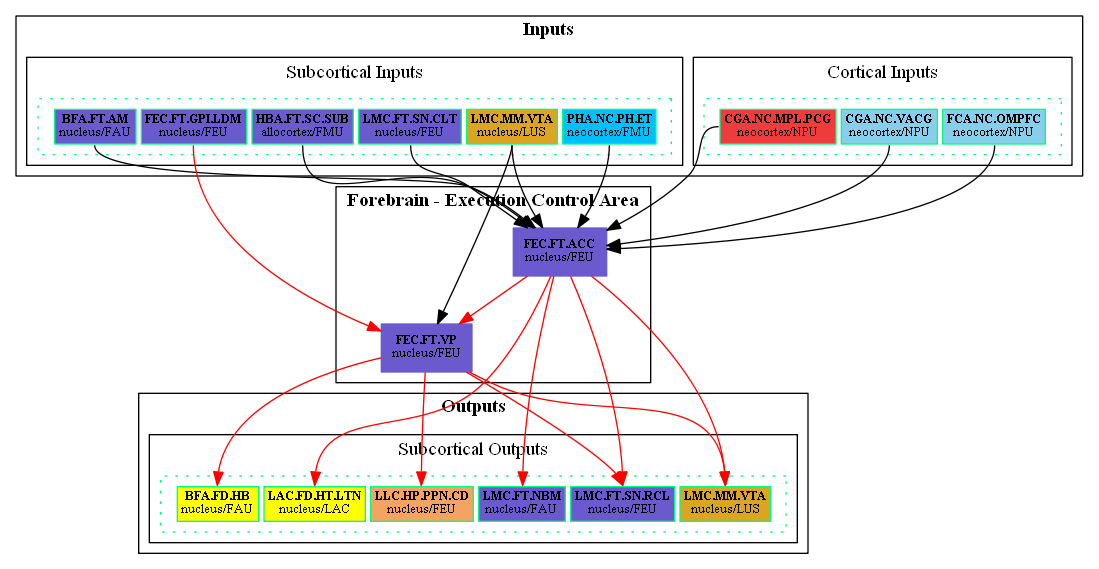 Inputs
Subcortical Inputs
Cortical Inputs
BFA.FT.AM
nucleus/FAU
FEC.FT.GPI.LDM
nucleus/FEU
HBA.FT.SC.SUB
allocortex/FMU
LMC.FT.SN.CLT
nucleus/FEU
LMC.MM.VTA
nucleus/LUS
PHA.NC.PH.ET
neocortex/FMU
CGA.NC.MPL.PCG
neocortex/NPU
CGA.NC.VACG
neocortex/NPU
FCA.NC.OMPFC
neocortex/NPU
Forebrain - Execution Control Area
FEC.FT.ACC
nucleus/FEU
FEC.FT.VP
nucleus/FEU
Outputs
Subcortical Outputs
BFA.FD.HB
nucleus/FAU
LAC.FD.HT.LTN
nucleus/LAC
LLC.HP.PPN.CD
nucleus/FEU
LMC.FT.NBM
nucleus/FAU
LMC.FT.SN.RCL
nucleus/FEU
LMC.MM.VTA
nucleus/LUS